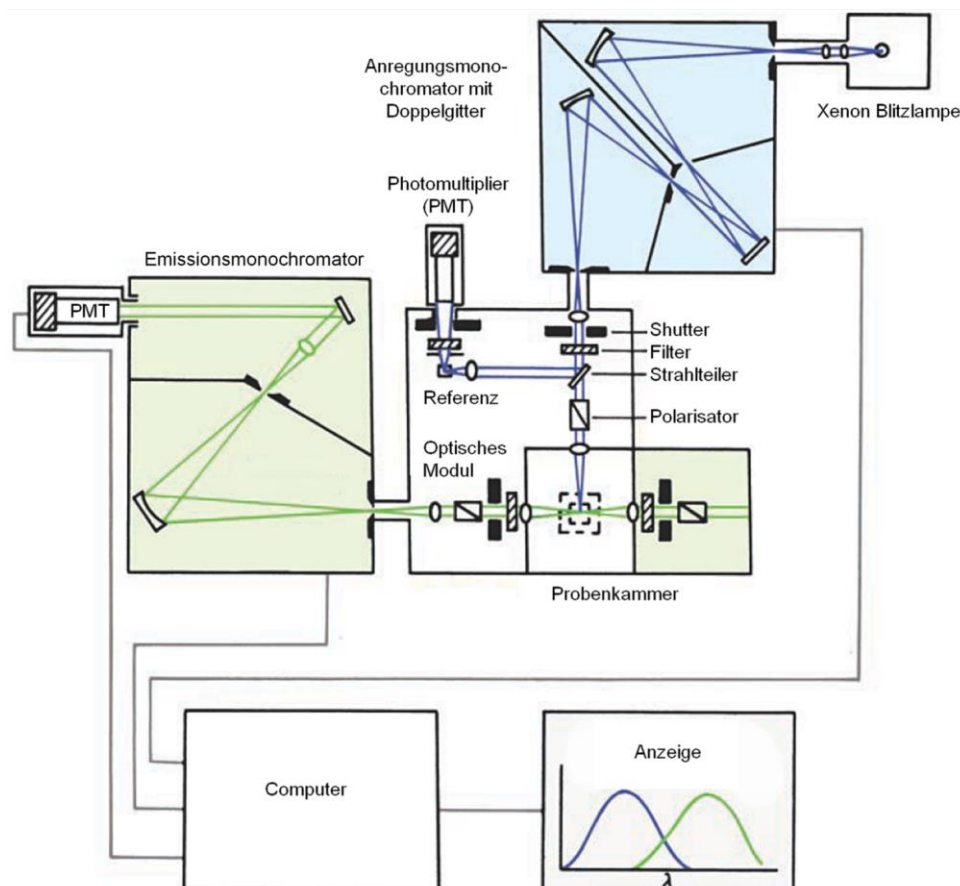 Anregungsmono-
chromator mit
Doppelgitter
Xenon Blitzlampe
Photomultiplier
(PMT)
Emissionsmonochromator
PMT
Shutter
Filter
Strahlteiler
Referenz
Polarisator
Optisches
Modul
Probenkammer
Computer
Anzeige
λ